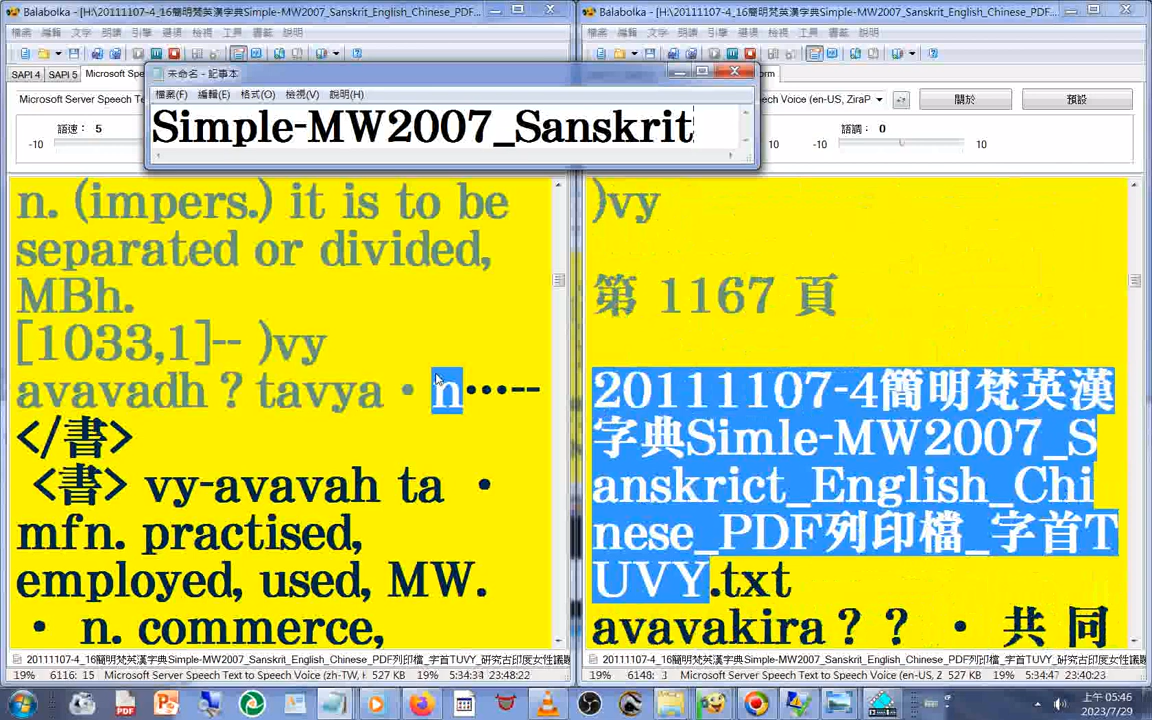 Balabolka - [H:\20111107-4_16簡明梵英漢字典Simple-MW2007_Sanskrit_English_Chinese_PDF...
Balabolka - [H:\20111107-4_16簡明梵英漢字典Simple-MW2007_Sanskrit_English_Chinese_PDF...
SAPI 4 SAPI 5 Microsoft Spee
未命名 - 記事本
檔案(F) 編輯(E) 格式(O) 檢視(V) 說明(H)
Simple-MW2007_Sanskrit
Microsoft Server Speech Text
ech Voice (en-US, ZiraP
關於
預設
語速： 5
語調： 0
-10
10
-10
10
n. (impers.) it is to be
separated or divided,
MBh.
[1033,1]-- )vy
avavadh ? tavya • n•••--
</書>
<書> vy-avavah ta •
mfn. practised,
employed, used, MW.
• n. commerce,
)vy
第 1167 頁
20111107-4簡明梵英漢
字典Simle-MW2007_S
anskrict_English_Chi
nese_PDF列印檔_字首T
UVY.txt
avavakira ? ? • 共 同
20111107-4_16簡明梵英漢字典Simple-MW2007_Sanskrit_English_Chinese_PDF列印檔_字首TUVY_研究古印度女性議題
20111107-4_16簡明梵英漢字典Simple-MW2007_Sanskrit_English_Chinese_PDF列印檔_字首TUVY_研究古印度女性議題
19% 6116: 15 Microsoft Server Speech Text to Speech Voice (zh-TW, H 527 KB 19% 5:34:34 23:48:22
19% 6148: 3 Microsoft Server Speech Text to Speech Voice (en-US, Z 527 KB 19% 5:34:47 23:40:23
上午 05:46
2023/7/29